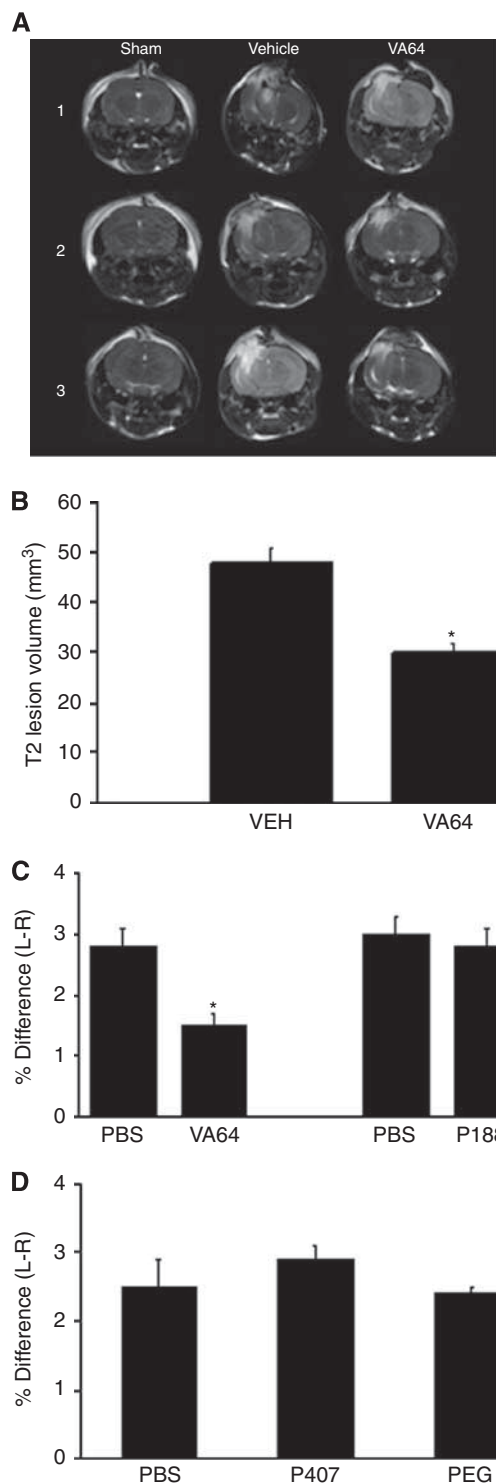 A
Sham Vehicle VA64
1
2
3
B
T2 lesion volume (mm³)
60
50
40
30
20
10
0
*
VEH VA64
C
% Difference (L-R)
4
3
2
1
0
*
PBS VA64 PBS P188
D
% Difference (L-R)
4
3
2
1
0
PBS P407 PEG